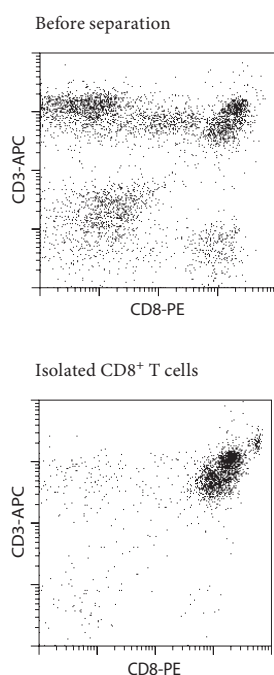 Before separation
CD3-APC
CD8-PE
Isolated CD8⁺ T cells
CD3-APC
CD8-PE